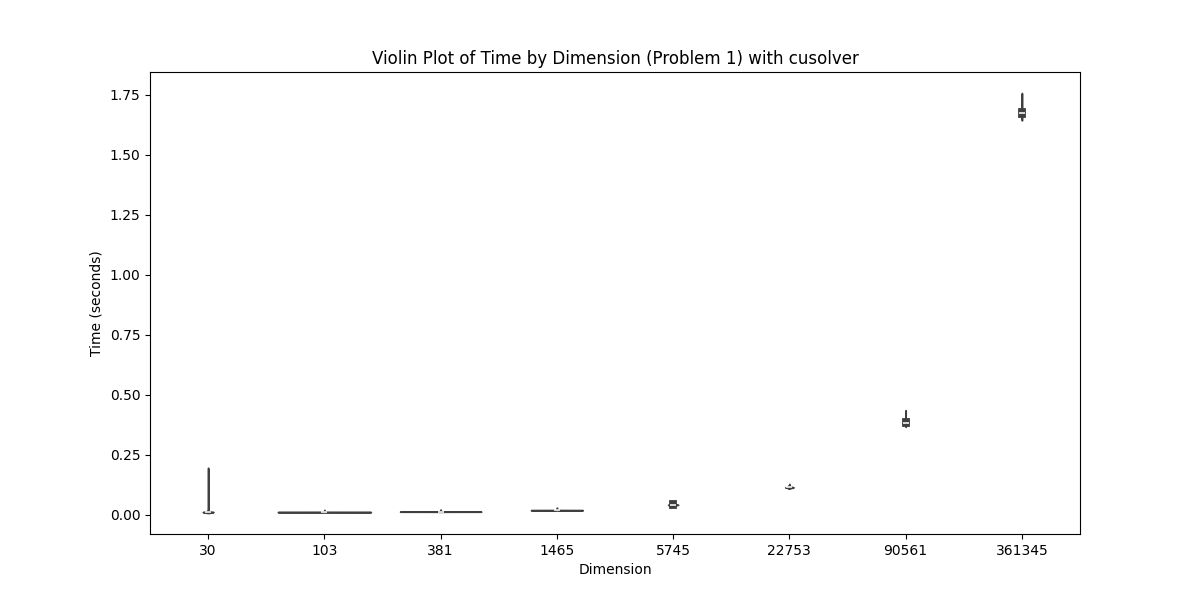 Violin Plot of Time by Dimension (Problem 1) with cusolver
1.75
1.50
1.25
1.00
0.75
0.50
0.25
0.00
Time (seconds)
30 103 381 1465 5745 22753 90561 361345
Dimension